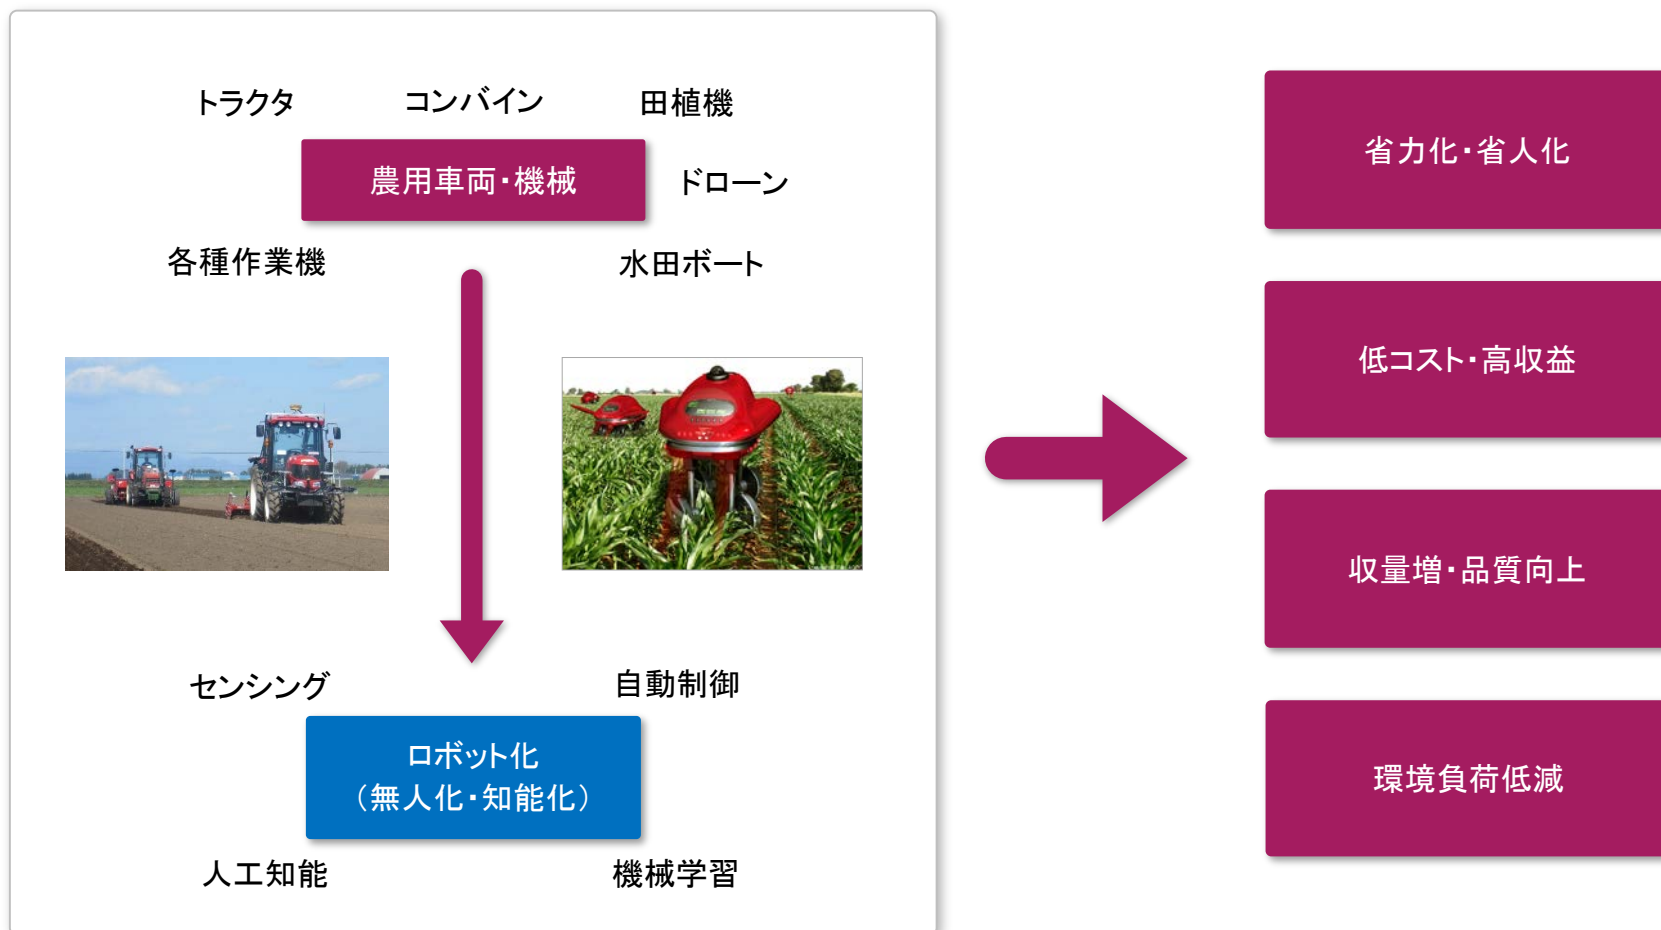 トラクタ
コンバイン
田植機
農用車両・機械
ドローン
各種作業機
水田ボート
センシング
自動制御
ロボット化
（無人化・知能化）
人工知能
機械学習
省力化・省人化
低コスト・高収益
収量増・品質向上
環境負荷低減